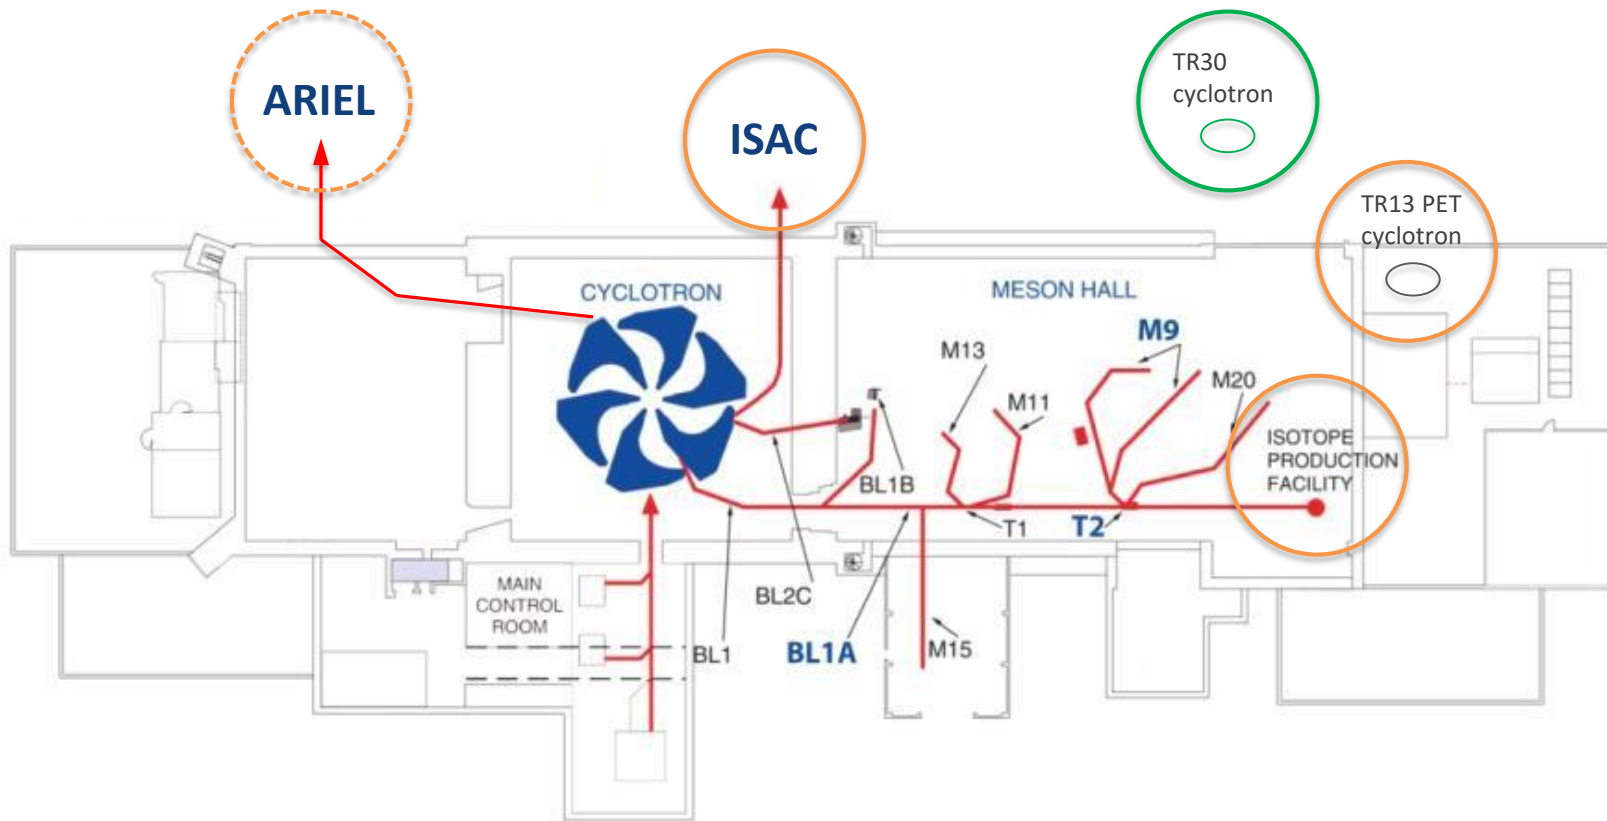 ARIEL
ISAC
TR30
cyclotron
TR13 PET
cyclotron
CYCLOTRON
MESON HALL
M9
M13
M20
M11
ISOTOPE
PRODUCTION
FACILITY
BL1B
T1
T2
MAIN
CONTROL
ROOM
BL2C
BL1
BL1A
M15